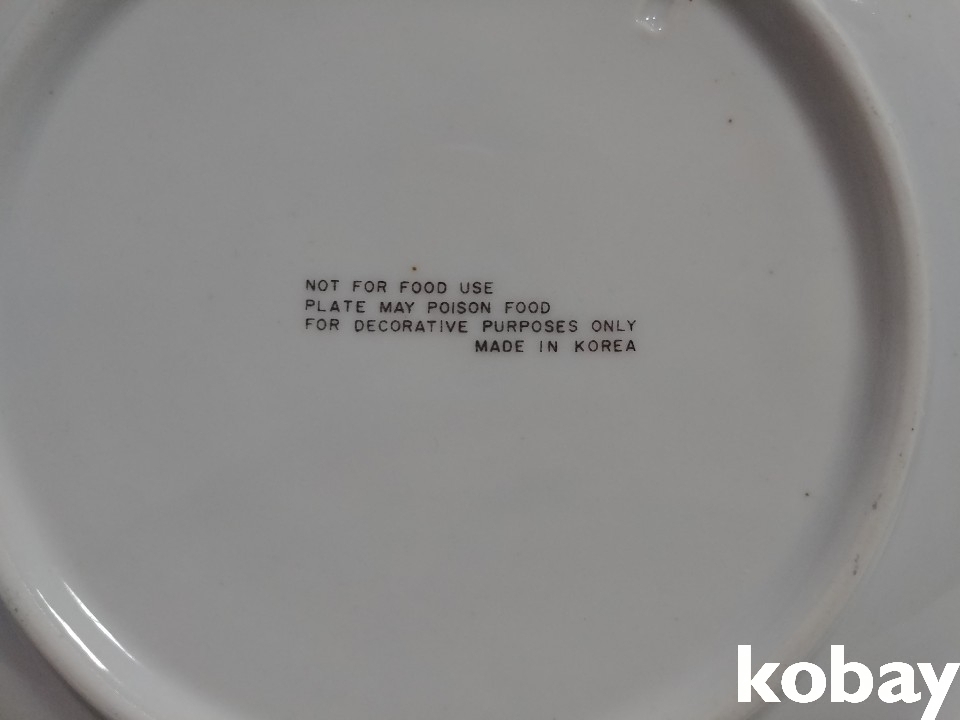 NOT FOR FOOD USE
PLATE MAY POISON FOOD
FOR DECORATIVE PURPOSES ONLY
MADE IN KOREA
kobay